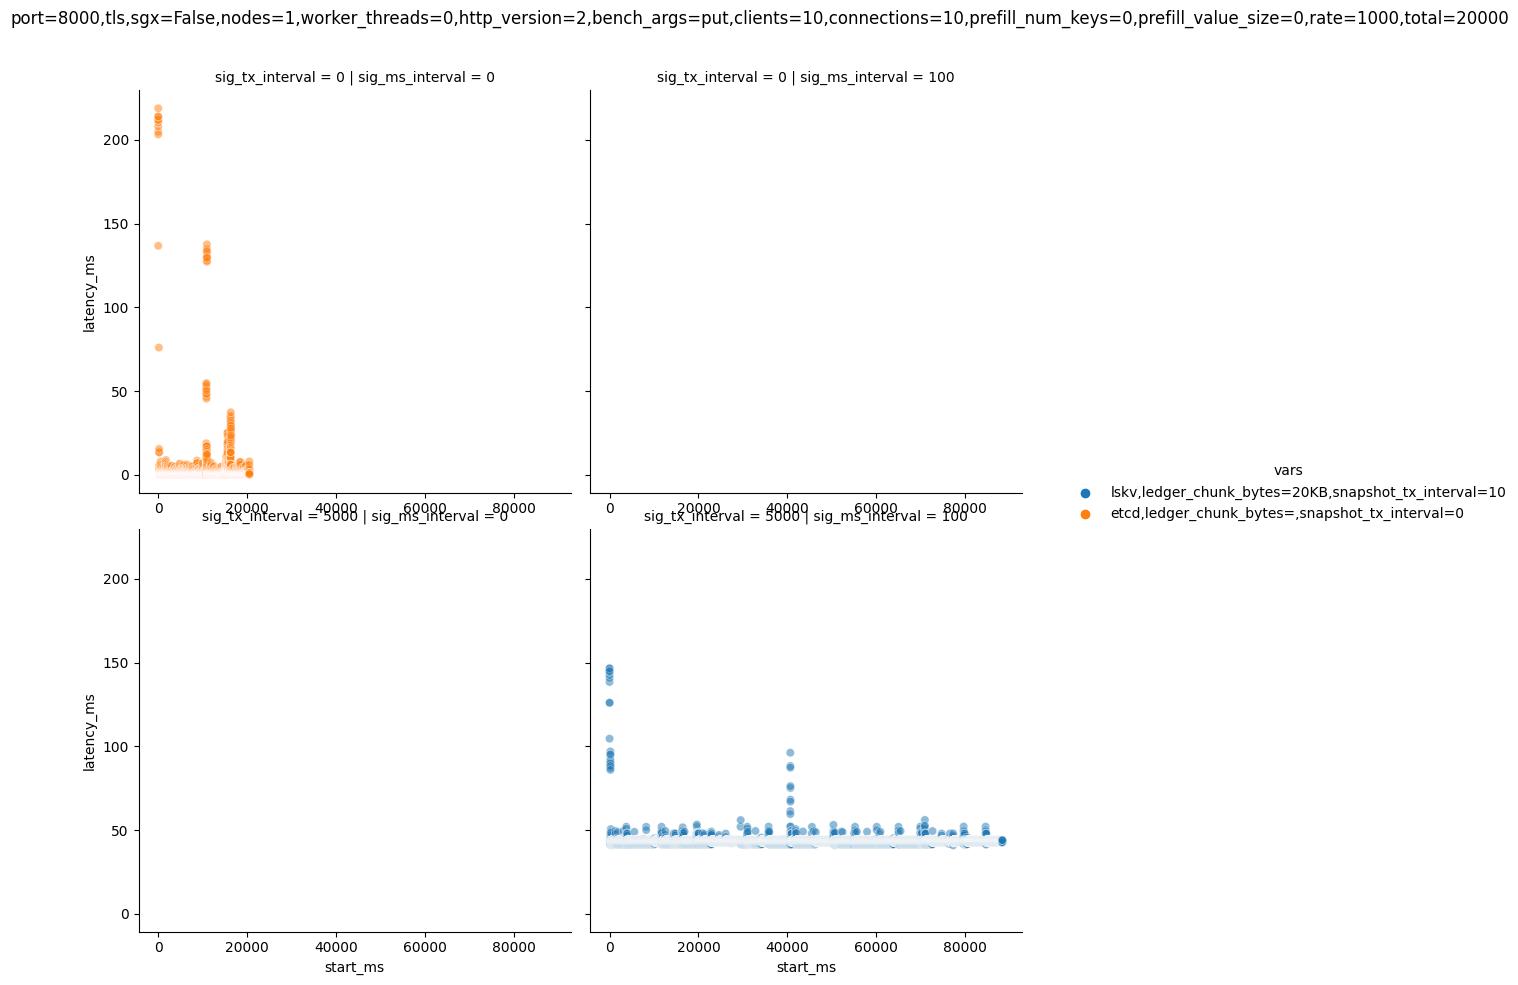 port=8000,tls,sgx=False,nodes=1,worker_threads=0,http_version=2,bench_args=put,clients=10,connections=10,prefill_num_keys=0,prefill_value_size=0,rate=1000,total=20000
sig_tx_interval = 0 | sig_ms_interval = 0
sig_tx_interval = 0 | sig_ms_interval = 100
200
150
100
50
0
latency_ms
0 20000 40000 60000 80000
0 20000 40000 60000 80000
vars
lskv,ledger_chunk_bytes=20KB,snapshot_tx_interval=10
etcd,ledger_chunk_bytes=,snapshot_tx_interval=0
sig_tx_interval = 5000 | sig_ms_interval = 0
sig_tx_interval = 5000 | sig_ms_interval = 100
200
150
100
50
0
latency_ms
0 20000 40000 60000 80000
0 20000 40000 60000 80000
start_ms
start_ms